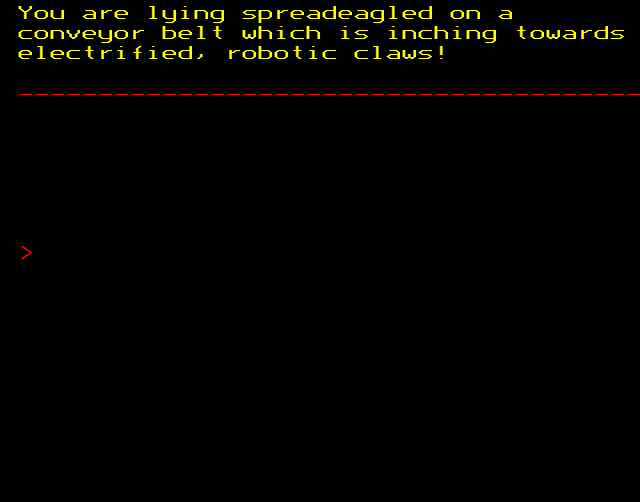 You are lying spreadeagled on a
conveyor belt which is inching towards
electrified, robotic claws!
---------------------------------------
>